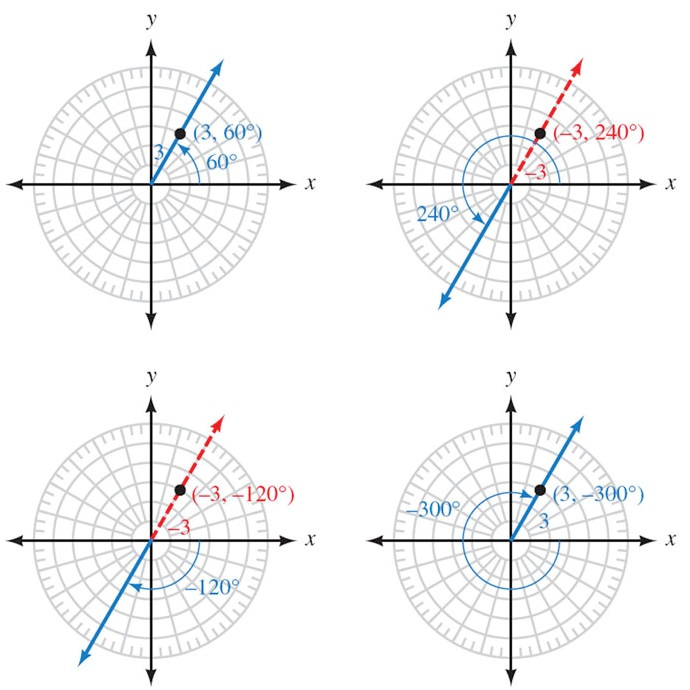 y
(3, 60°)
3
60°
x
y
(–3, 240°)
–3
x
240°
y
(–3, –120°)
–3
x
–120°
y
–300°
(3, –300°)
3
x